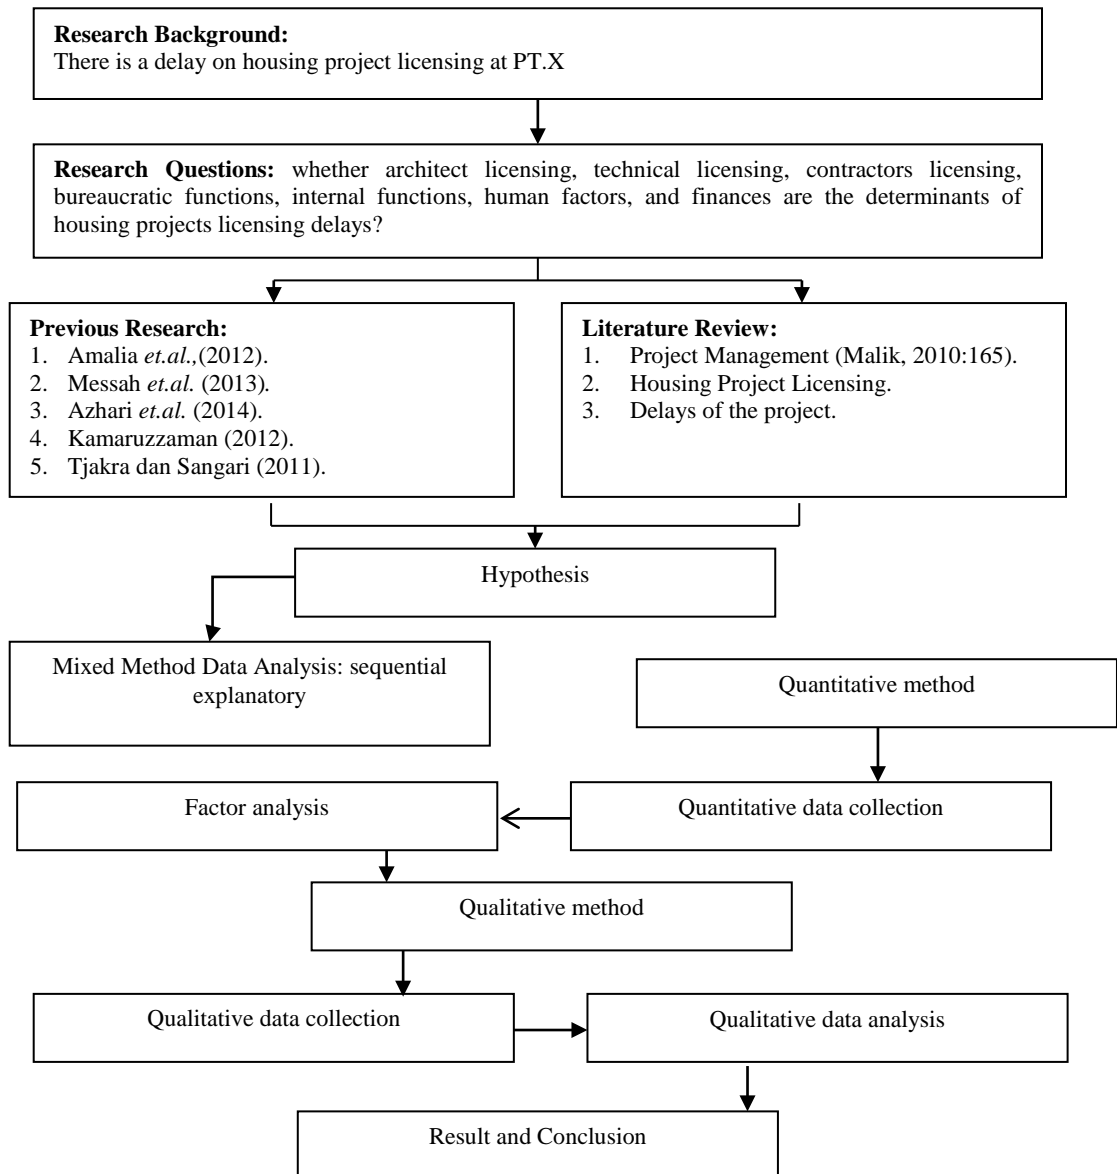 Research Background:
There is a delay on housing project licensing at PT.X
Research Questions: whether architect licensing, technical licensing, contractors licensing,
bureaucratic functions, internal functions, human factors, and finances are the determinants of
housing projects licensing delays?
Previous Research:
1. Amalia et.al.,(2012).
2. Messah et.al. (2013).
3. Azhari et.al. (2014).
4. Kamaruzzaman (2012).
5. Tjakra dan Sangari (2011).
Literature Review:
1. Project Management (Malik, 2010:165).
2. Housing Project Licensing.
3. Delays of the project.
Hypothesis
Mixed Method Data Analysis: sequential
explanatory
Quantitative method
Quantitative data collection
Factor analysis
Qualitative method
Qualitative data collection
Qualitative data analysis
Result and Conclusion